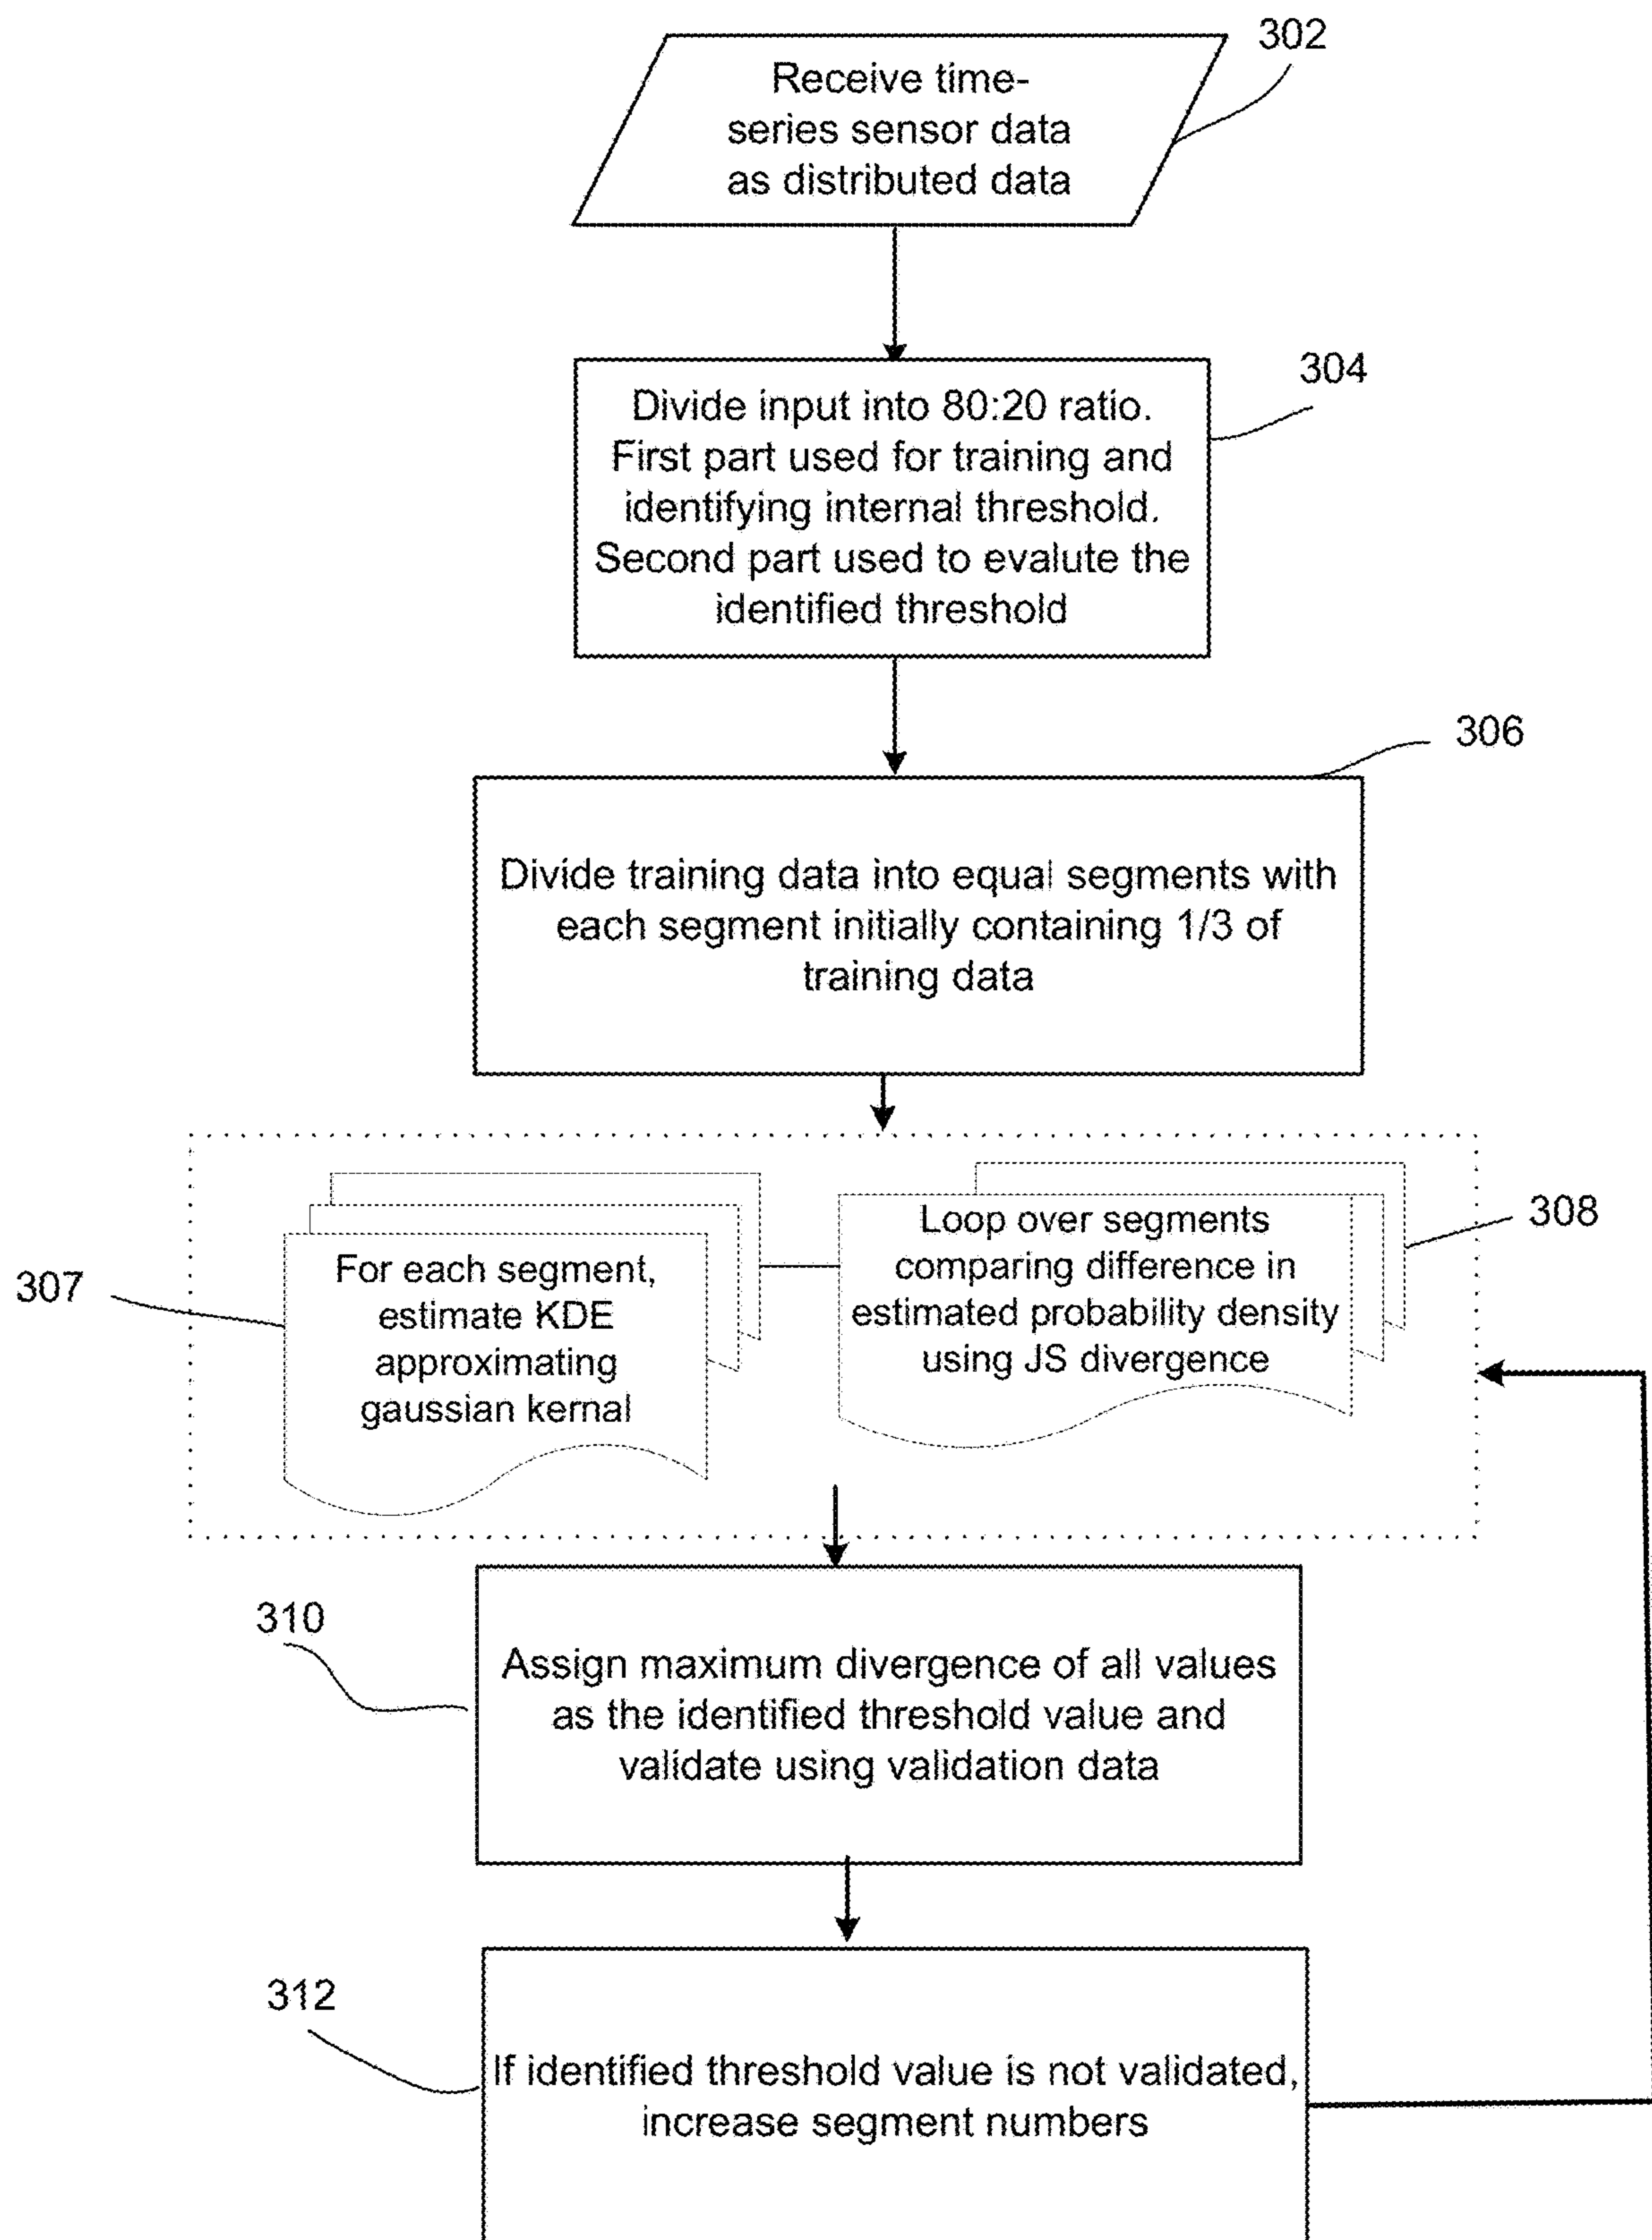 302
Receive time-
series sensor data
as distributed data
304
Divide input into 80:20 ratio.
First part used for training and
identifying internal threshold.
Second part used to evalute the
identified threshold
306
Divide training data into equal segments with
each segment initially containing 1/3 of
training data
307
For each segment,
estimate KDE
approximating
gaussian kernal
308
Loop over segments
comparing difference in
estimated probability density
using JS divergence
310
Assign maximum divergence of all values
as the identified threshold value and
validate using validation data
312
If identified threshold value is not validated,
increase segment numbers